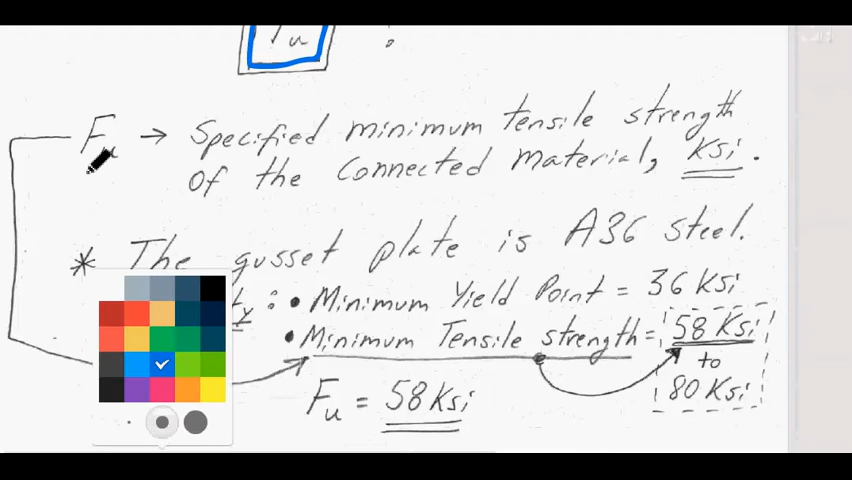 Fu :
Fu → Specified minimum tensile strength
of the connected material, Ksi.
* The gusset plate is A36 steel.
: • Minimum Yield Point = 36 Ksi
• Minimum Tensile strength = 58 Ksi
to
80 Ksi
Fu = 58 Ksi